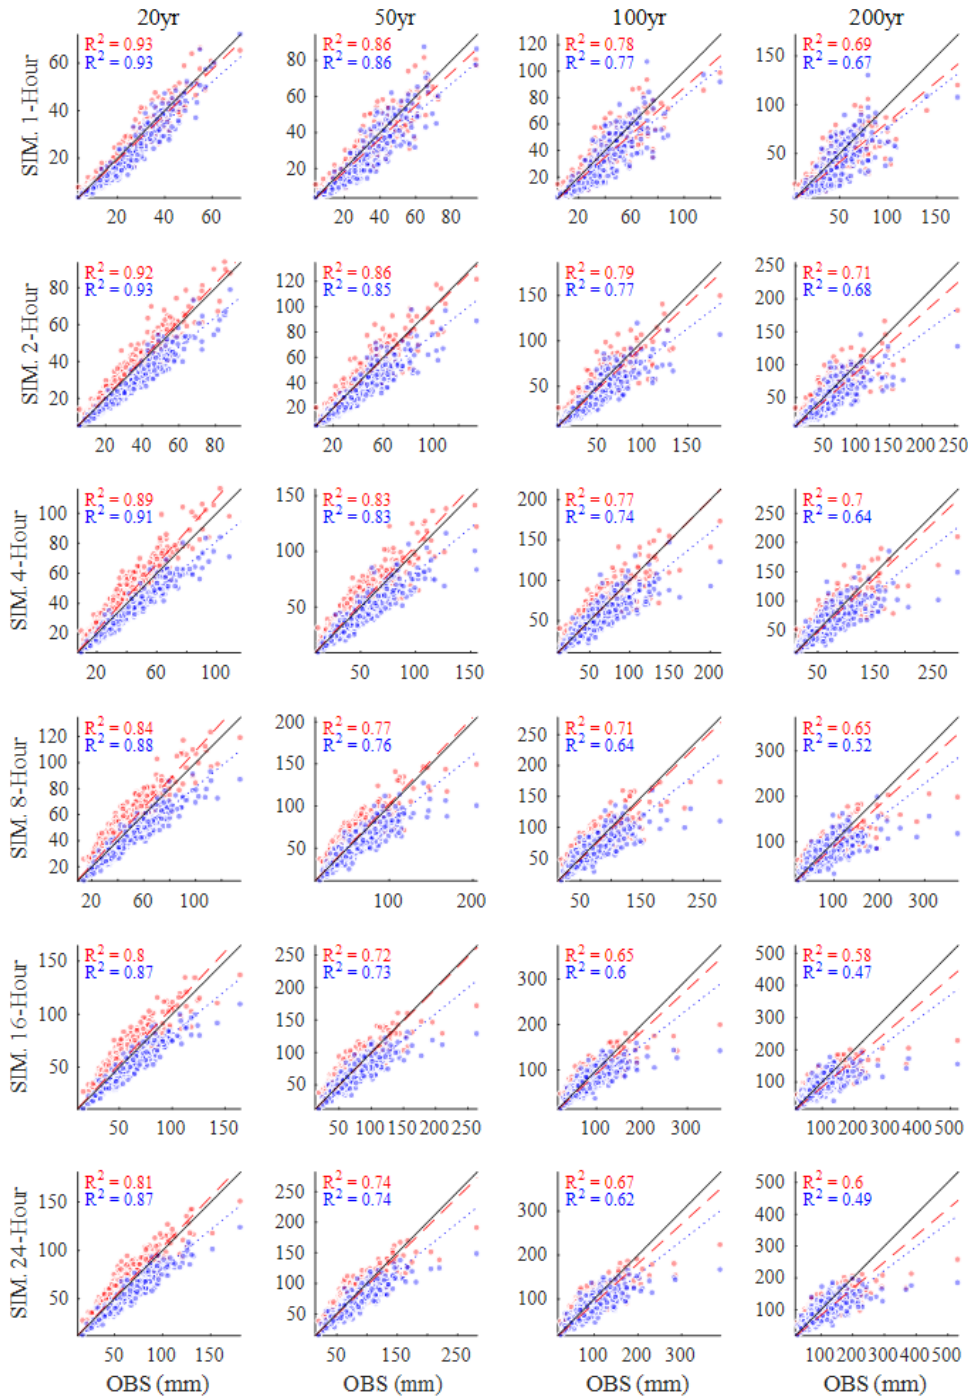 20yr 50yr 100yr 200yr
SIM. 1-Hour
R² = 0.93
R² = 0.93
60
40
20
20 40 60
R² = 0.86
R² = 0.86
80
60
40
20
20 40 60 80
R² = 0.78
R² = 0.77
120
100
80
60
40
20
20 60 100
R² = 0.69
R² = 0.67
150
100
50
50 100 150
SIM. 2-Hour
R² = 0.92
R² = 0.93
80
60
40
20
20 40 60 80
R² = 0.86
R² = 0.85
120
100
80
60
40
20
20 60 100
R² = 0.79
R² = 0.77
150
100
50
50 100 150
R² = 0.71
R² = 0.68
250
200
150
100
50
50 100 150 200 250
SIM. 4-Hour
R² = 0.89
R² = 0.91
100
80
60
40
20
20 60 100
R² = 0.83
R² = 0.83
150
100
50
50 100 150
R² = 0.77
R² = 0.74
200
150
100
50
50 100 150 200
R² = 0.7
R² = 0.64
250
200
150
100
50
50 150 250
SIM. 8-Hour
R² = 0.84
R² = 0.88
120
100
80
60
40
20
20 60 100
R² = 0.77
R² = 0.76
200
150
100
50
100 200
R² = 0.71
R² = 0.64
250
200
150
100
50
50 150 250
R² = 0.65
R² = 0.52
300
200
100
100 200 300
SIM. 16-Hour
R² = 0.8
R² = 0.87
150
100
50
50 100 150
R² = 0.72
R² = 0.73
250
200
150
100
50
50 100 150 200 250
R² = 0.65
R² = 0.6
300
200
100
100 200 300
R² = 0.58
R² = 0.47
500
400
300
200
100
100 200 300 400 500
SIM. 24-Hour
R² = 0.81
R² = 0.87
150
100
50
50 100 150
R² = 0.74
R² = 0.74
250
200
150
100
50
50 150 250
R² = 0.67
R² = 0.62
300
200
100
100 200 300
R² = 0.6
R² = 0.49
500
400
300
200
100
100 200 300 400 500
OBS (mm) OBS (mm) OBS (mm) OBS (mm)